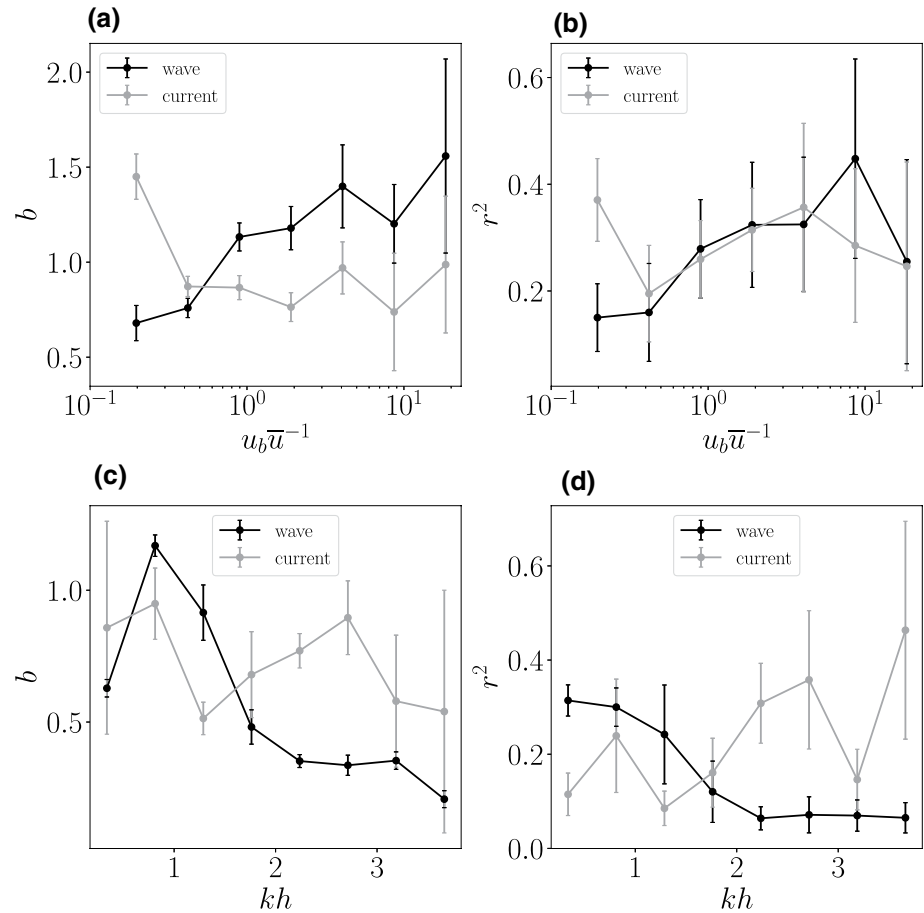 (a)
2.0
1.5
1.0
0.5
b
wave
current
10⁻¹
10⁰
10¹
u_b u̅⁻¹
(b)
0.6
0.4
0.2
r²
wave
current
10⁻¹
10⁰
10¹
u_b u̅⁻¹
(c)
1.0
0.5
b
wave
current
1
2
3
kh
(d)
0.6
0.4
0.2
0.0
r²
wave
current
1
2
3
kh